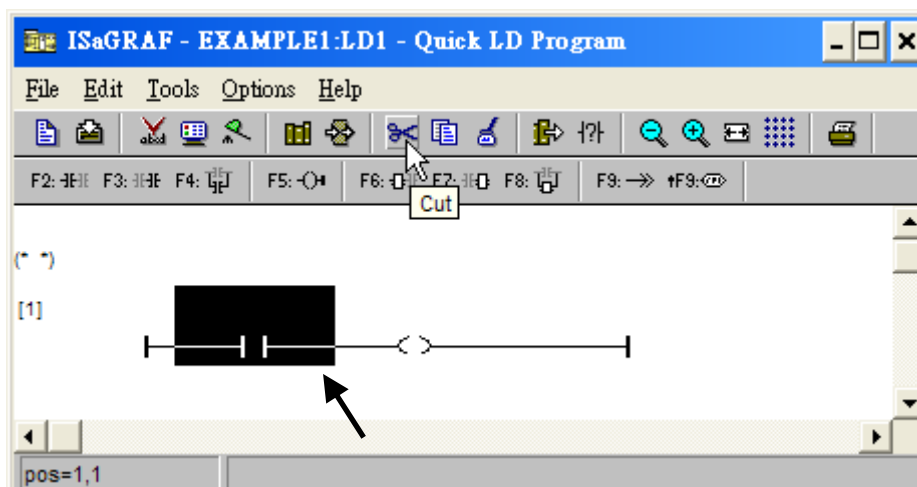 ISaGRAF - EXAMPLE1:LD1 - Quick LD Program
File Edit Tools Options Help
F2: F3: F4: F5: F6: F7: F8: F9: ↑F9:
Cut
(* *)
[1]
pos=1,1